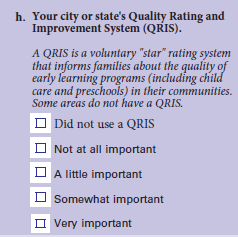 h. Your city or state's Quality Rating and
Improvement System (QRIS).
A QRIS is a voluntary "star" rating system
that informs families about the quality of
early learning programs (including child
care and preschools) in their communities.
Some areas do not have a QRIS.
Did not use a QRIS
Not at all important
A little important
Somewhat important
Very important